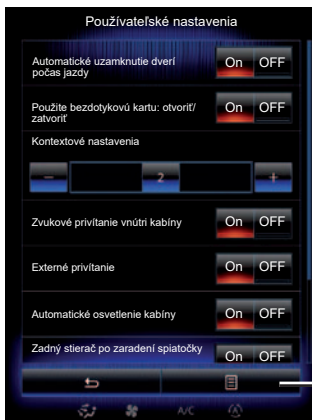 Používateľské nastavenia
Automatické uzamknutie dverí
počas jazdy
On OFF
Použite bezdotykovú kartu: otvoriť/
zatvoriť
On OFF
Kontextové nastavenia
− 2 +
Zvukové privítanie vnútri kabíny
On OFF
Externé privítanie
On OFF
Automatické osvetlenie kabíny
On OFF
Zadný stierač po zaradení spiatočky
On OFF
A/C